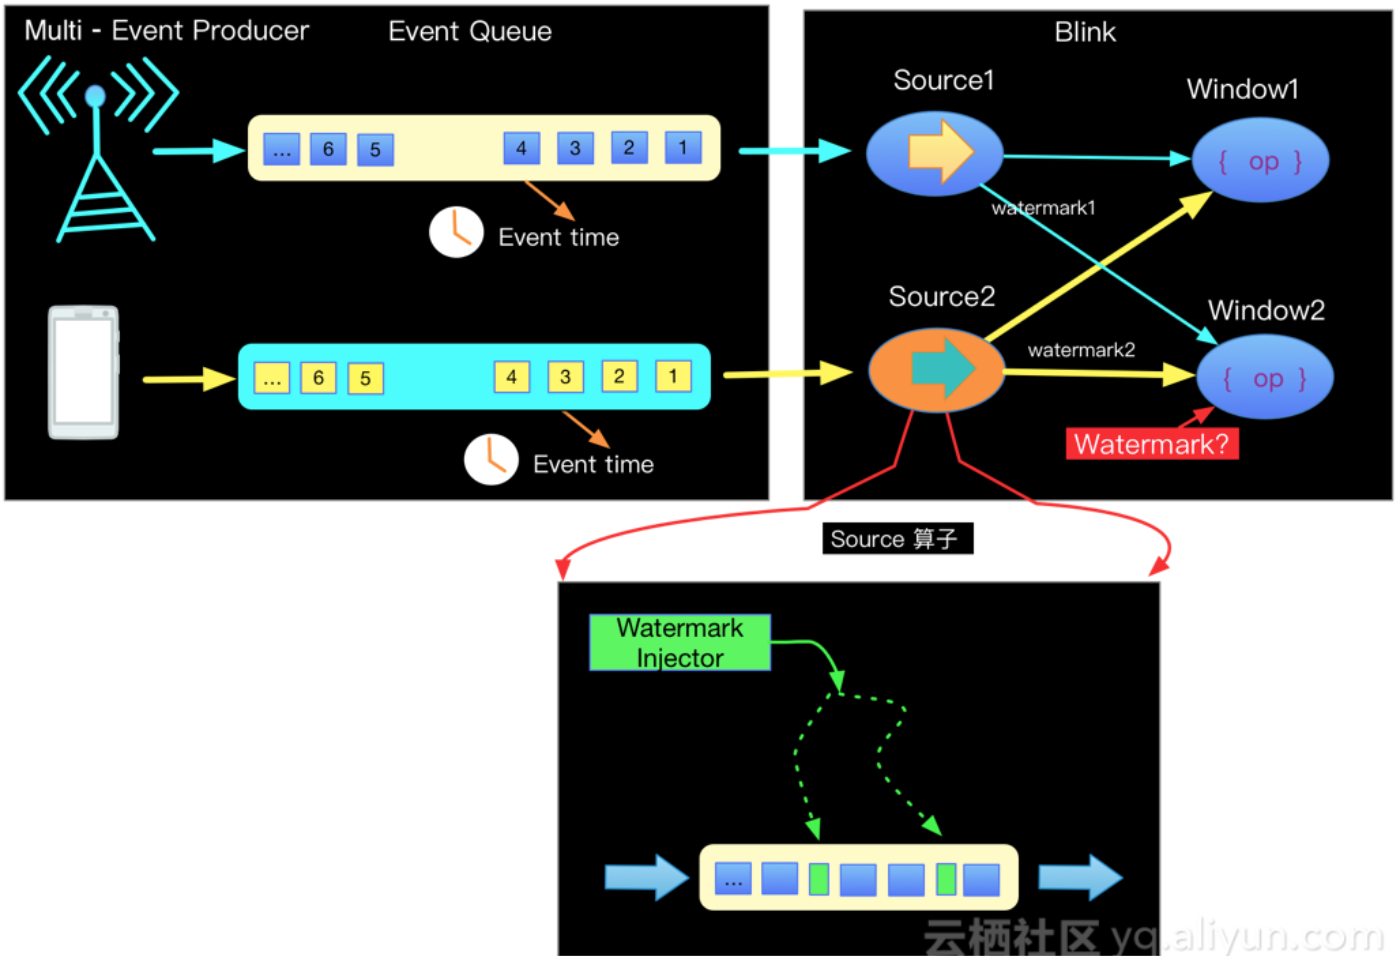 Multi - Event Producer
Event Queue
... 6 5 4 3 2 1
Event time
... 6 5 4 3 2 1
Event time
Blink
Source1
Window1
{ op }
watermark1
Source2
Window2
watermark2
{ op }
Watermark?
Source 算子
Watermark
Injector
...
云栖社区 yq.aliyun.com